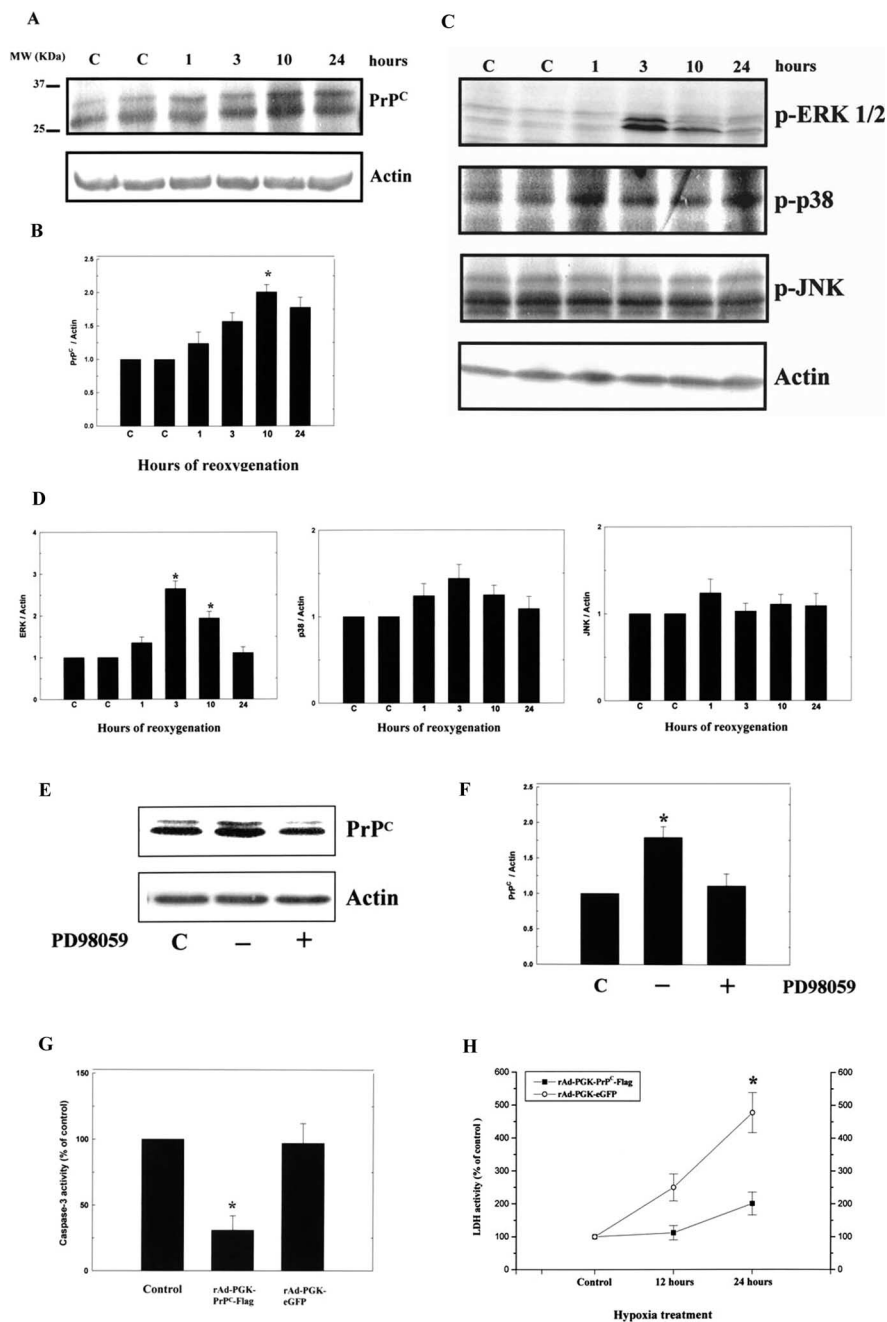 A
MW (KDa) C C 1 3 10 24 hours
37
25
PrPC
Actin
B
PrPC / Actin
2.5
2.0
1.5
1.0
0.5
0.0
C C 1 3 10 24
*
Hours of reoxygenation
C
C C 1 3 10 24 hours
p-ERK 1/2
p-p38
p-JNK
Actin
D
ERK / Actin
4
3
2
1
0
* *
C C 1 3 10 24
Hours of reoxygenation
p38 / Actin
2
1
0
C C 1 3 10 24
Hours of reoxygenation
JNK / Actin
2
1
0
C C 1 3 10 24
Hours of reoxygenation
E
PrPC
Actin
PD98059 C − +
F
PrPC / Actin
2.5
2.0
1.5
1.0
0.5
0.0
*
C − + PD98059
G
Caspase-3 activity (% of control)
150
100
50
0
*
Control rAd-PGK- rAd-PGK-
PrPC-Flag eGFP
H
LDH activity (% of control )
600 600
500 500
400 400
300 300
200 200
100 100
0 0
rAd-PGK-PrPC-Flag
rAd-PGK-eGFP
*
Control 12 hours 24 hours
Hypoxia treatment